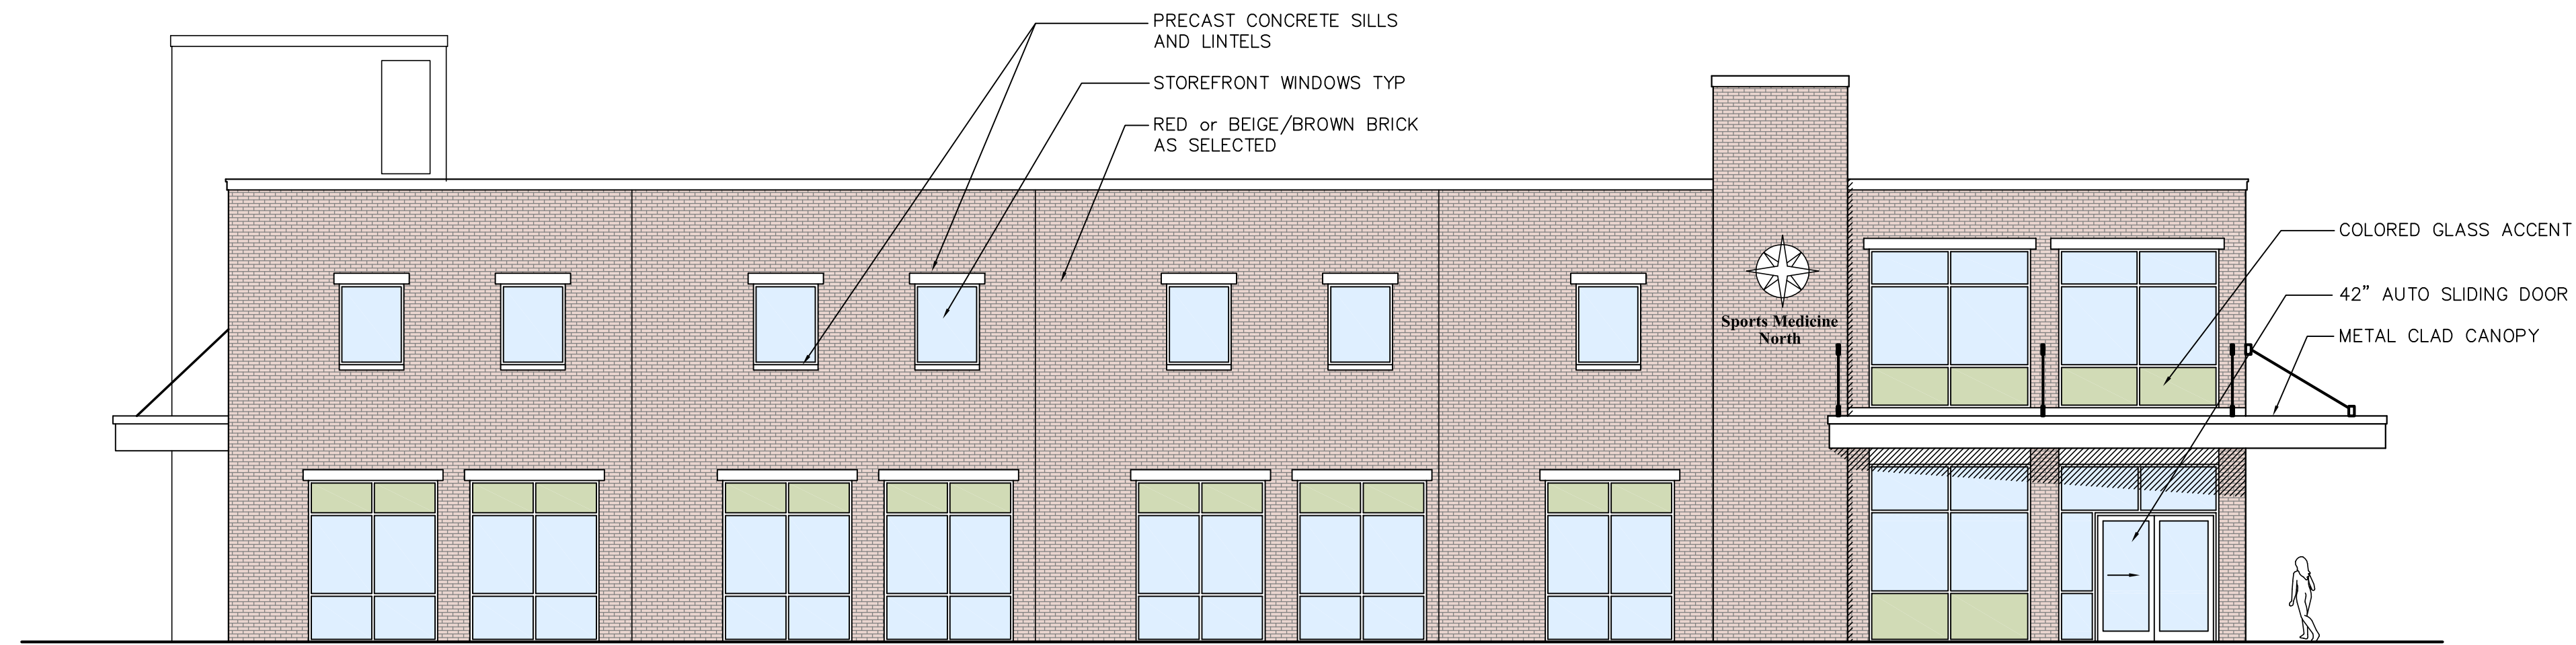 PRECAST CONCRETE SILLS
AND LINTELS
STOREFRONT WINDOWS TYP
RED or BEIGE/BROWN BRICK
AS SELECTED
COLORED GLASS ACCENT
42” AUTO SLIDING DOOR
METAL CLAD CANOPY
Sports Medicine
North